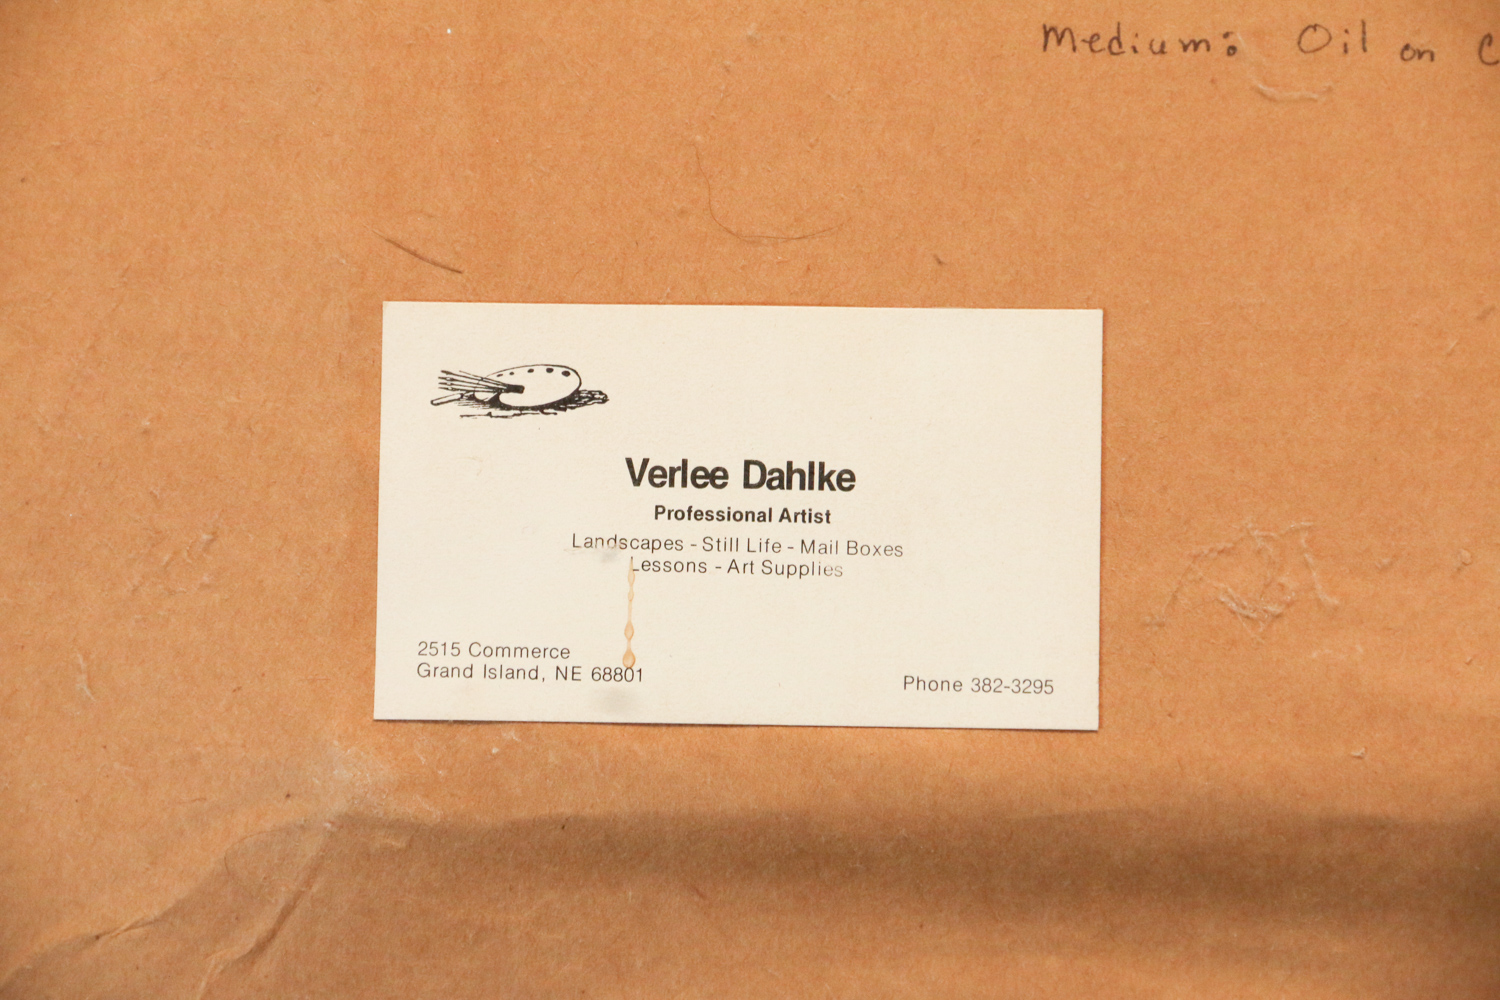 Medium: Oil on C
Verlee Dahlke
Professional Artist
Landscapes - Still Life - Mail Boxes
Lessons - Art Supplies
2515 Commerce
Grand Island, NE 68801
Phone 382-3295